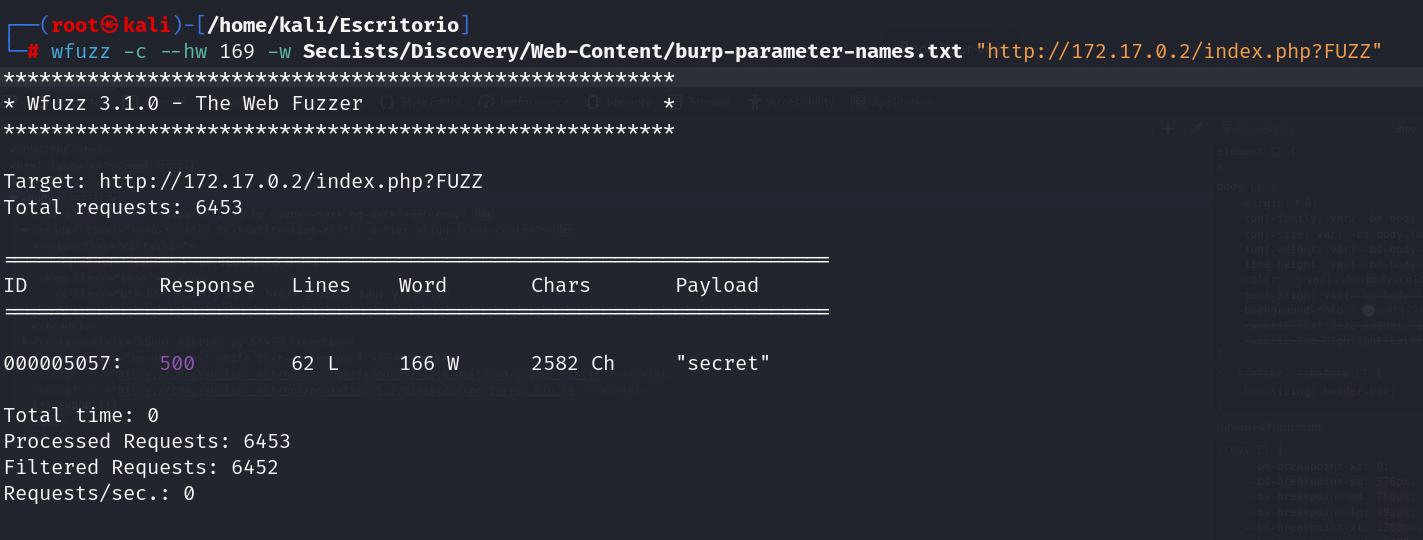 ┌──(root㉿kali)-[/home/kali/Escritorio]
└─# wfuzz -c --hw 169 -w SecLists/Discovery/Web-Content/burp-parameter-names.txt "http://172.17.0.2/index.php?FUZZ"
********************************************************
* Wfuzz 3.1.0 - The Web Fuzzer                         *
********************************************************
Target: http://172.17.0.2/index.php?FUZZ
Total requests: 6453
=====================================================================
ID           Response   Lines    Word       Chars       Payload
=====================================================================
000005057:   500        62 L     166 W      2582 Ch     "secret"
Total time: 0
Processed Requests: 6453
Filtered Requests: 6452
Requests/sec.: 0